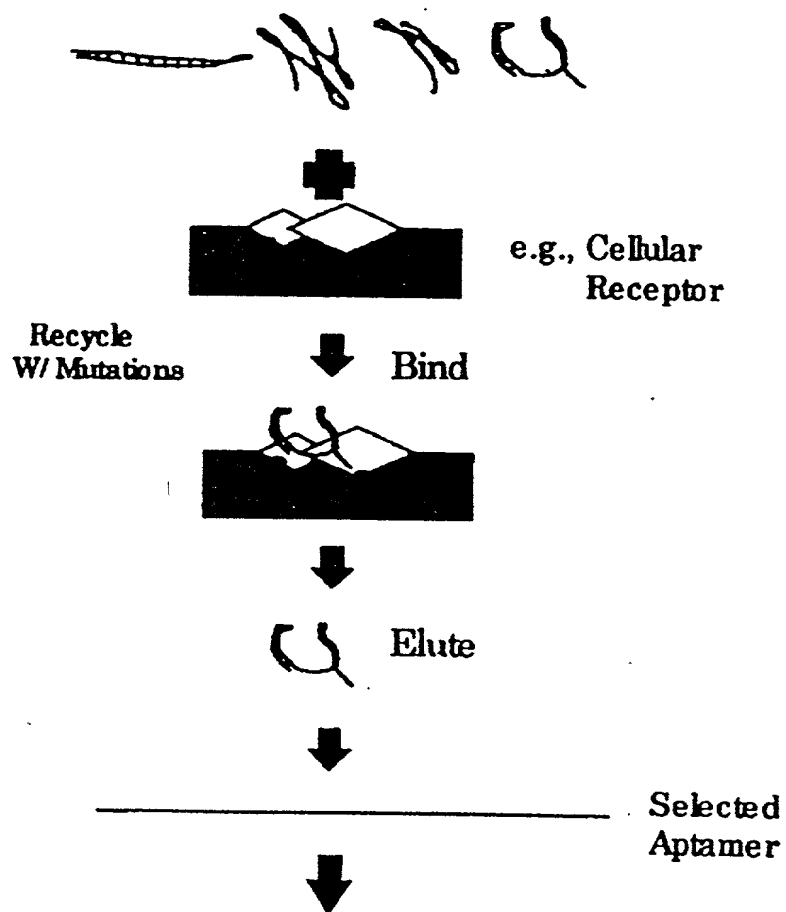 e.g., Cellular
Receptor
Recycle
W/ Mutations
Bind
Elute
Selected
Aptamer